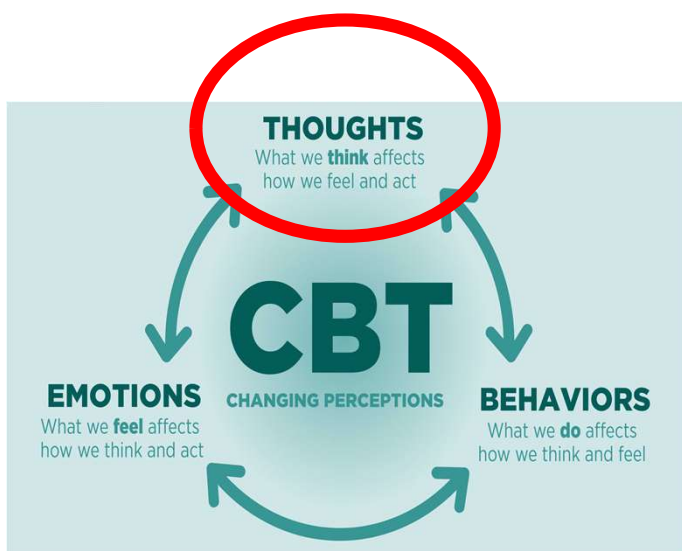 THOUGHTS
What we think affects
how we feel and act
CBT
CHANGING PERCEPTIONS
EMOTIONS
What we feel affects
how we think and act
BEHAVIORS
What we do affects
how we think and feel